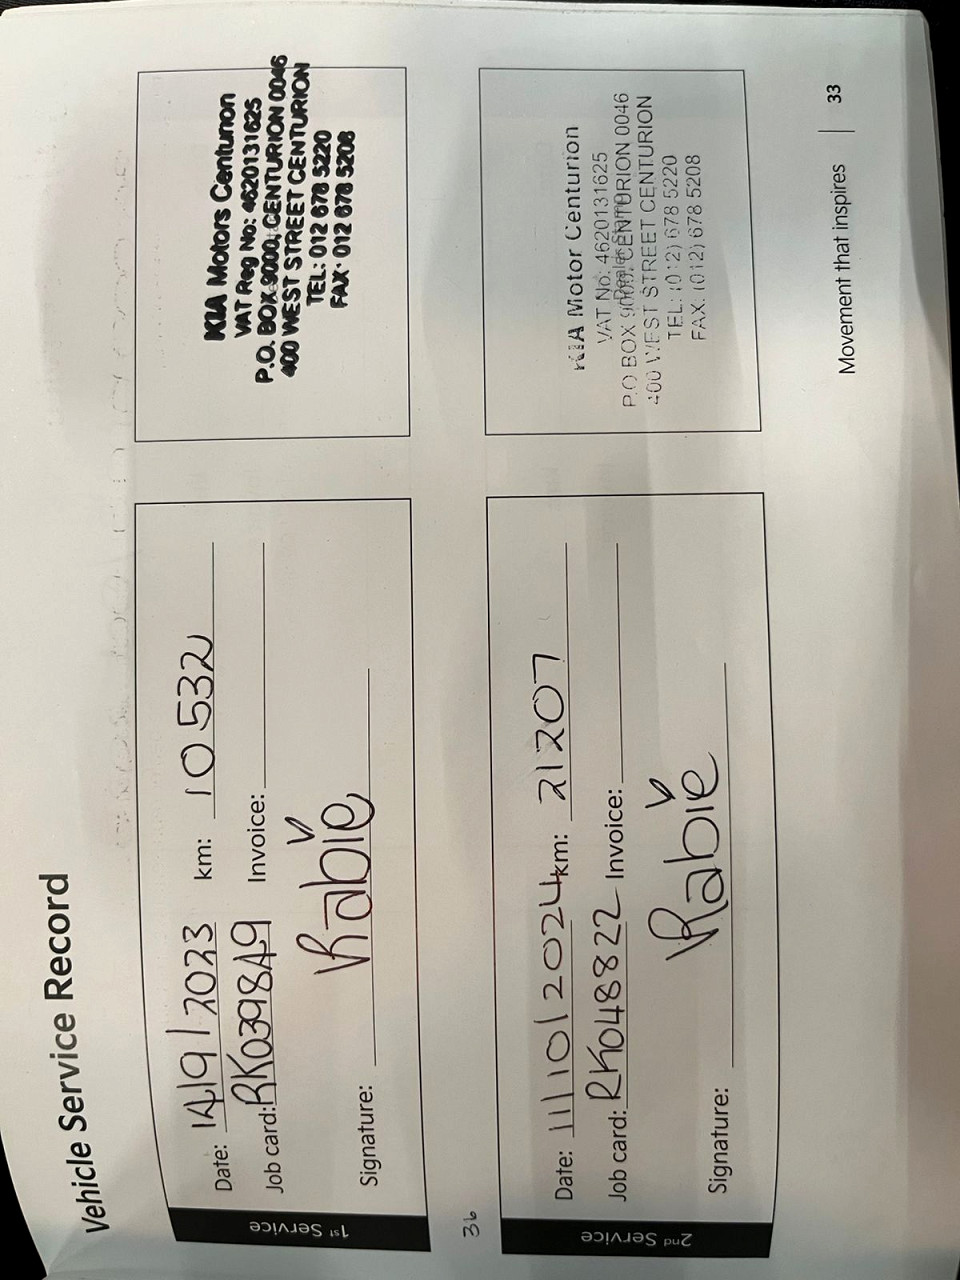 Vehicle Service Record
1st Service
Date: 14/9/2023 km: 10532
Job card: RK039849 Invoice:
Signature: Rabie
KIA Motors Centurion
VAT Reg No: 4620131625
P.O. BOX 9000, CENTURION 0046
400 WEST STREET CENTURION
TEL: 012 678 5220
FAX: 012 678 5208
36
2nd Service
Date: 11/10/2024 km: 21207
Job card: RK048822 Invoice:
Signature: Rabie
KIA Motor Centurion
VAT No: 4620131625
Dealer Stamp
P.O BOX 9000, CENTURION 0046
400 WEST STREET CENTURION
TEL: (012) 678 5220
FAX. (012) 678 5208
Movement that inspires | 33